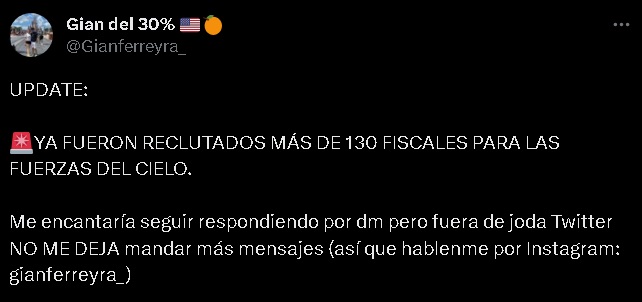 Gian del 30% 🇺🇸🍊
@Gianferreyra_
UPDATE:
🚨YA FUERON RECLUTADOS MÁS DE 130 FISCALES PARA LAS
FUERZAS DEL CIELO.
Me encantaría seguir respondiendo por dm pero fuera de joda Twitter
NO ME DEJA mandar más mensajes (así que hablenme por Instagram:
gianferreyra_)